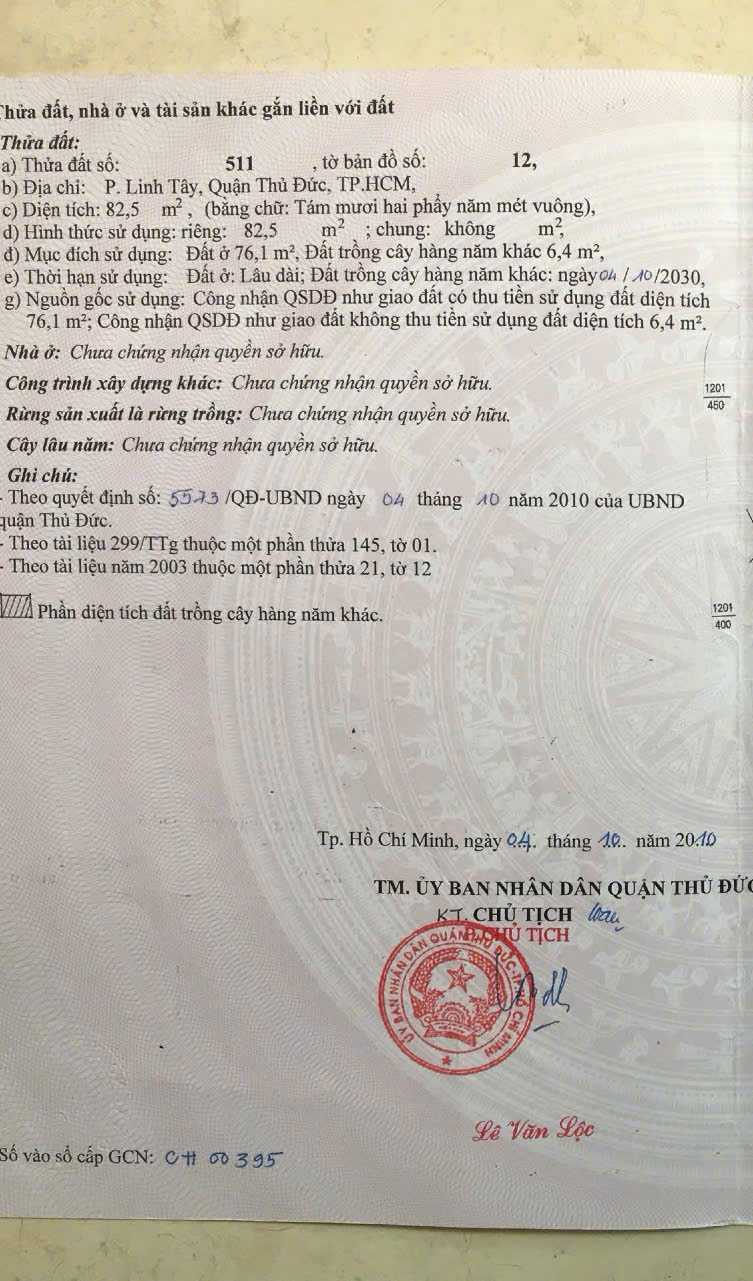 Thửa đất, nhà ở và tài sản khác gắn liền với đất
Thửa đất:
a) Thửa đất số: 511 , tờ bản đồ số: 12,
b) Địa chỉ: P. Linh Tây, Quận Thủ Đức, TP.HCM,
c) Diện tích: 82,5 m², (bằng chữ: Tám mươi hai phẩy năm mét vuông),
d) Hình thức sử dụng: riêng: 82,5 m² ; chung: không m²,
đ) Mục đích sử dụng: Đất ở 76,1 m², Đất trồng cây hàng năm khác 6,4 m²,
e) Thời hạn sử dụng: Đất ở: Lâu dài; Đất trồng cây hàng năm khác: ngày 04 / 10 /2030,
g) Nguồn gốc sử dụng: Công nhận QSDĐ như giao đất có thu tiền sử dụng đất diện tích
76,1 m²; Công nhận QSDĐ như giao đất không thu tiền sử dụng đất diện tích 6,4 m².
Nhà ở: Chưa chứng nhận quyền sở hữu.
Công trình xây dựng khác: Chưa chứng nhận quyền sở hữu.
1201
450
Rừng sản xuất là rừng trồng: Chưa chứng nhận quyền sở hữu.
Cây lâu năm: Chưa chứng nhận quyền sở hữu.
Ghi chú:
- Theo quyết định số: 5573 /QĐ-UBND ngày 04 tháng 10 năm 2010 của UBND
quận Thủ Đức.
- Theo tài liệu 299/TTg thuộc một phần thửa 145, tờ 01.
- Theo tài liệu năm 2003 thuộc một phần thửa 21, tờ 12
Phần diện tích đất trồng cây hàng năm khác.
1201
400
Tp. Hồ Chí Minh, ngày 04. tháng 10. năm 2010
TM. ỦY BAN NHÂN DÂN QUẬN THỦ ĐỨC
KT. CHỦ TỊCH
P.CHỦ TỊCH
ỦY BAN NHÂN DÂN QUẬN THỦ ĐỨC-TP.HỒ CHÍ MINH
Lê Văn Lộc
Số vào sổ cấp GCN: CH 00395